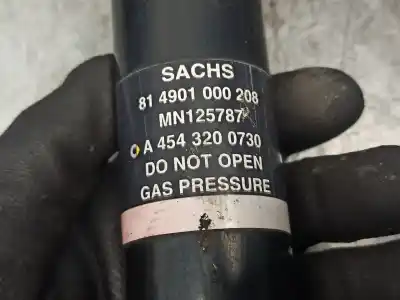 SACHS
81 4901 000 208
MN125787
A 454 320 0730
DO NOT OPEN
GAS PRESSURE